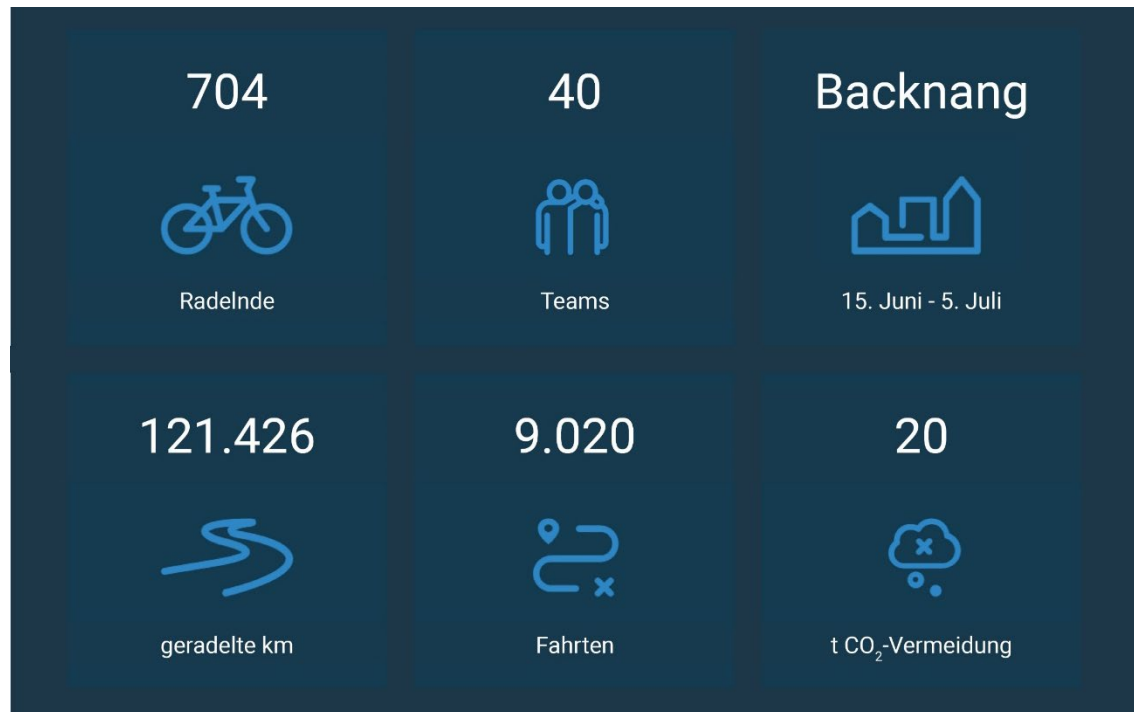 704
Radelnde
40
Teams
Backnang
15. Juni - 5. Juli
121.426
geradelte km
9.020
Fahrten
20
t CO₂-Vermeidung